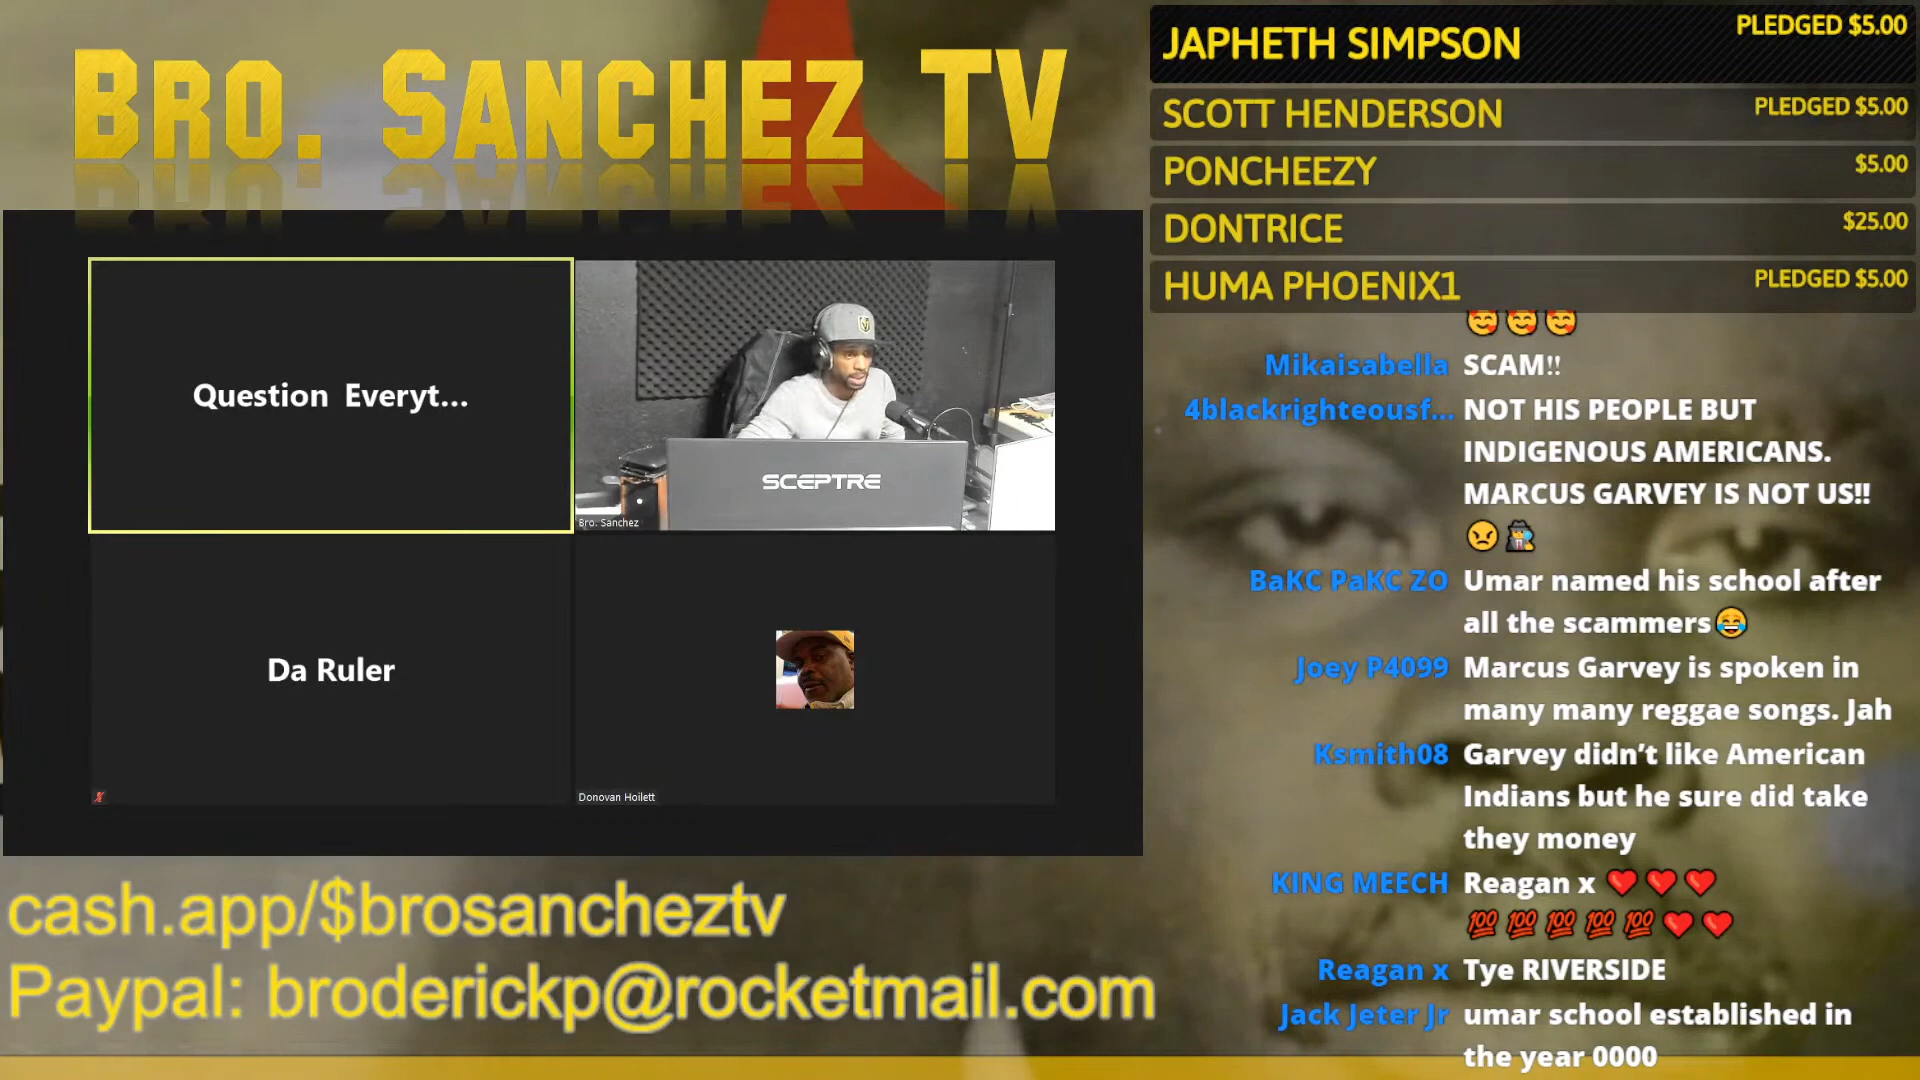 BRO. SANCHEZ TV
Question Everyt...
SCEPTRE
Bro. Sanchez
Da Ruler
Donovan Hoilett
cash.app/$brosancheztv
Paypal: broderickp@rocketmail.com
JAPHETH SIMPSON PLEDGED $5.00
SCOTT HENDERSON PLEDGED $5.00
PONCHEEZY $5.00
DONTRICE $25.00
HUMA PHOENIX1 PLEDGED $5.00
🥰🥰🥰
Mikaisabella SCAM!!
4blackrighteousf... NOT HIS PEOPLE BUT
INDIGENOUS AMERICANS.
MARCUS GARVEY IS NOT US!!
😠🕵️
BaKC PaKC ZO Umar named his school after
all the scammers😂
Joey P4099 Marcus Garvey is spoken in
many many reggae songs. Jah
Ksmith08 Garvey didn’t like American
Indians but he sure did take
they money
KING MEECH Reagan x ❤️❤️❤️
💯💯💯💯💯❤️❤️
Reagan x Tye RIVERSIDE
Jack Jeter Jr umar school established in
the year 0000